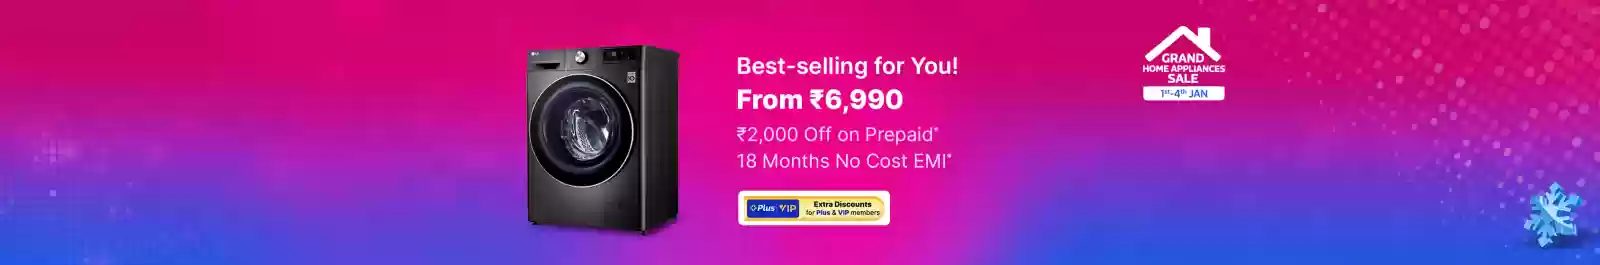 LG
Best-selling for You!
From ₹6,990
₹2,000 Off on Prepaid*
18 Months No Cost EMI*
Plus VIP
Extra Discounts
for Plus & VIP members
GRAND
HOME APPLIANCES
SALE
1st-4th JAN